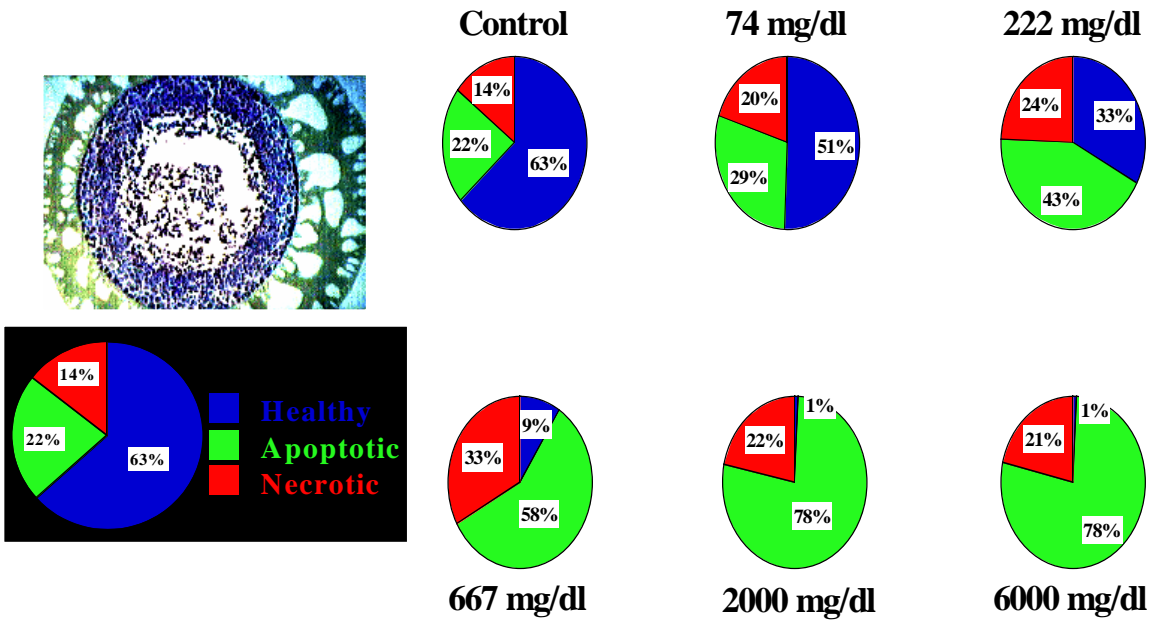 Control
74 mg/dl
222 mg/dl
14%
22%
63%
20%
51%
29%
24%
33%
43%
14%
22%
63%
Healthy
Apoptotic
Necrotic
9%
33%
58%
1%
22%
78%
1%
21%
78%
667 mg/dl
2000 mg/dl
6000 mg/dl